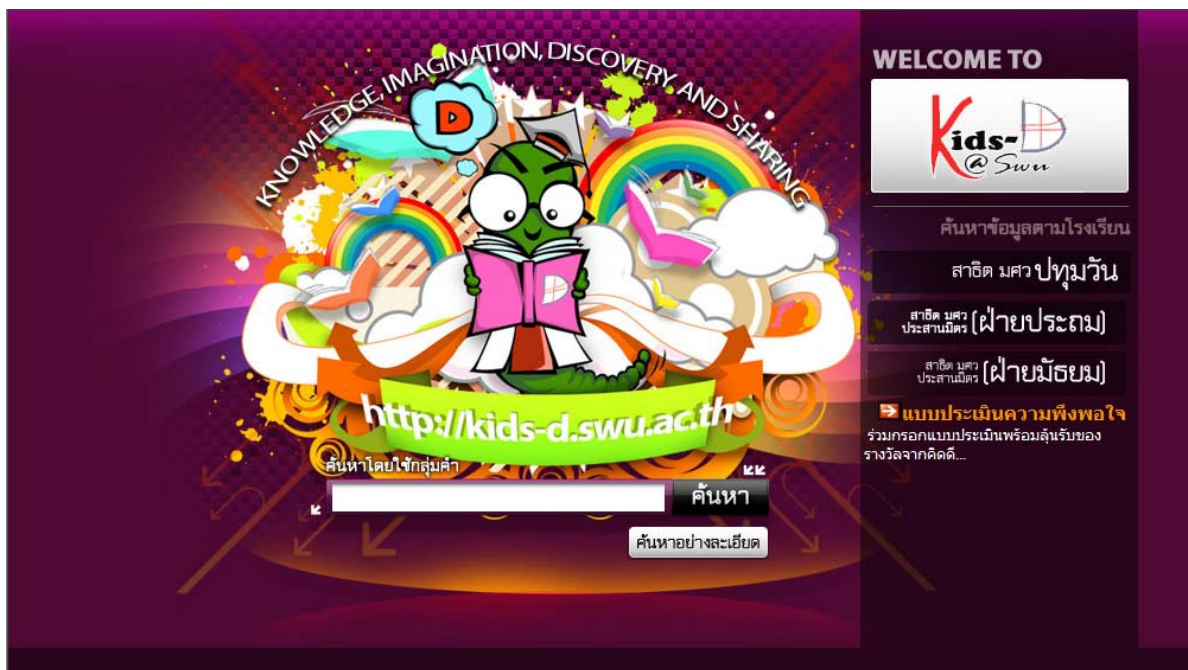 KNOWLEDGE, IMAGINATION, DISCOVERY AND SHARING
D
D
http://kids-d.swu.ac.th
ค้นหาโดยใช้กลุ่มคำ
ค้นหา
ค้นหาอย่างละเอียด
WELCOME TO
Kids-D
@ Swu
ค้นหาข้อมูลตามโรงเรียน
สาธิต มศว ปทุมวัน
สาธิต มศว
ประสานมิตร (ฝ่ายประถม)
สาธิต มศว
ประสานมิตร (ฝ่ายมัธยม)
แบบประเมินความพึงพอใจ
ร่วมกรอกแบบประเมินพร้อมลุ้นรับของ
รางวัลจากคิดดี...